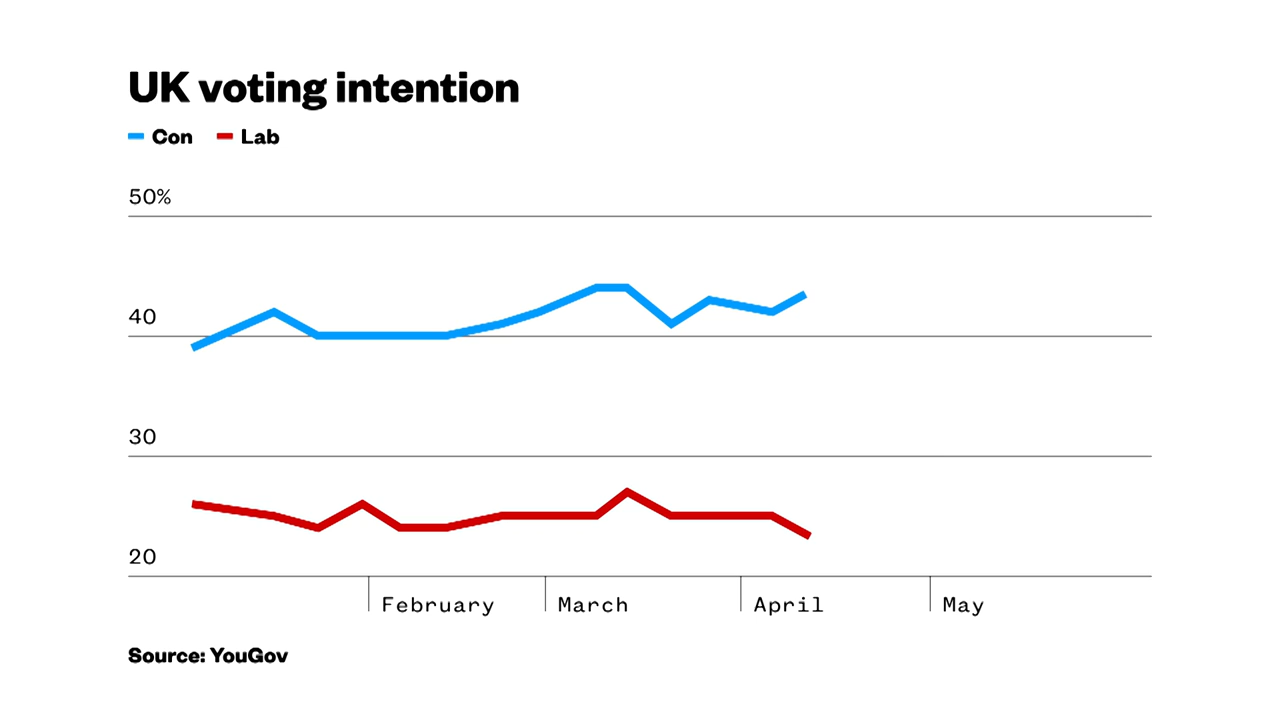 UK voting intention
Con Lab
50%
40
30
20
February March April May
Source: YouGov